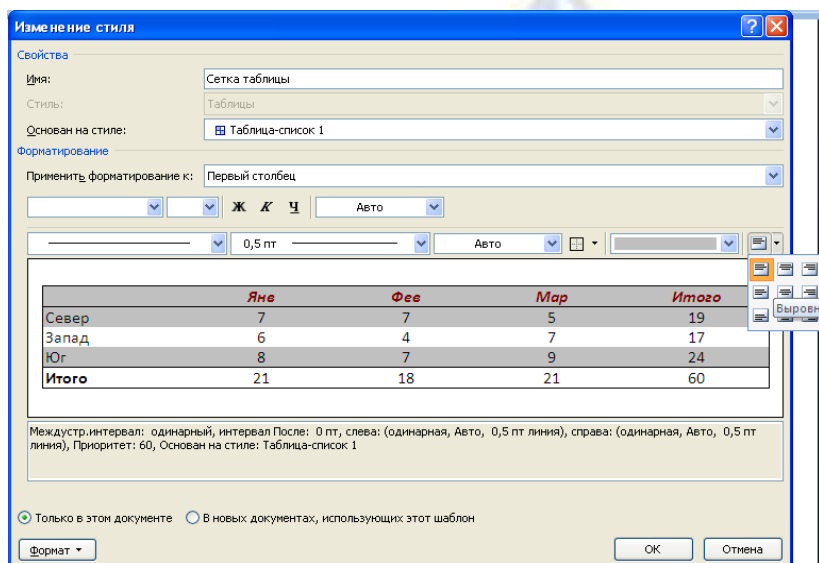 Изменение стиля
Свойства
Имя: Сетка таблицы
Стиль: Таблицы
Основан на стиле: Таблица-список 1
Форматирование
Применить форматирование к: Первый столбец
Ж К Ч Авто
0,5 пт Авто
Янв Фев Мар Итого
Север 7 7 5 19
Запад 6 4 7 17
Юг 8 7 9 24
Итого 21 18 21 60
Выровн
Междустр.интервал: одинарный, интервал После: 0 пт, слева: (одинарная, Авто, 0,5 пт линия), справа: (одинарная, Авто, 0,5 пт
линия), Приоритет: 60, Основан на стиле: Таблица-список 1
Только в этом документе В новых документах, использующих этот шаблон
Формат ОК Отмена